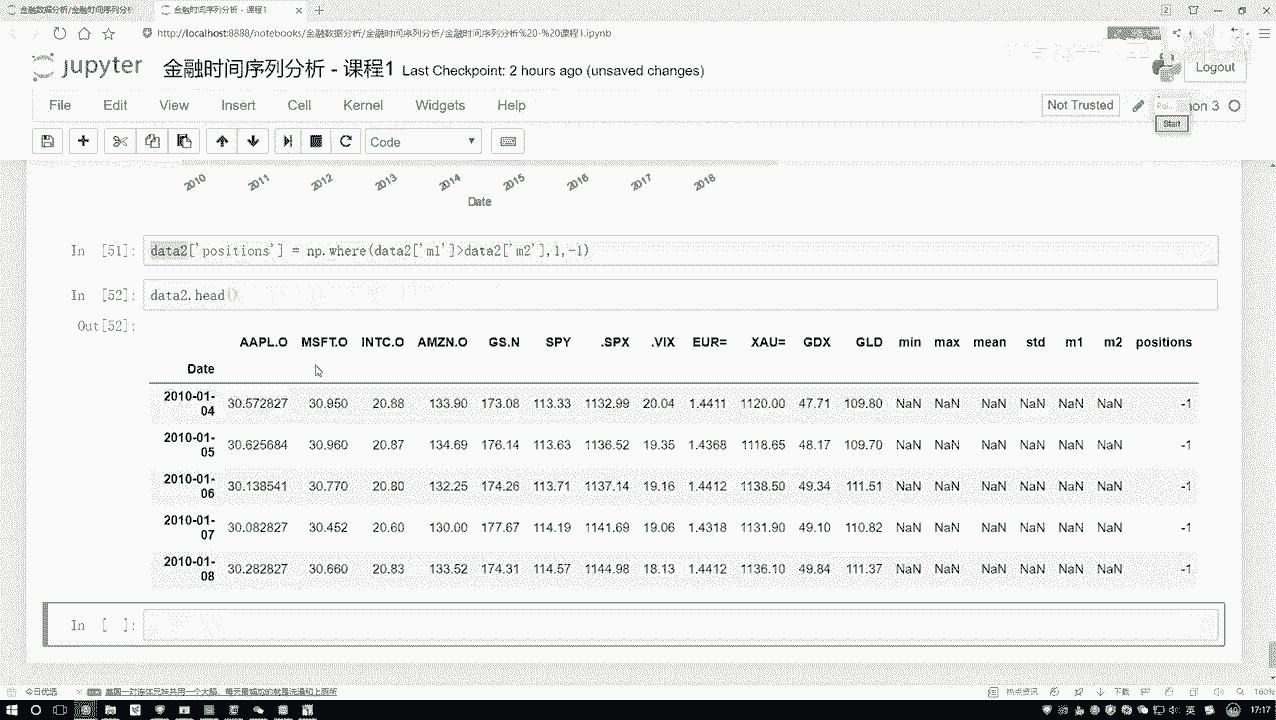 金融数据分析/金融时间序列分析
金融时间序列分析 - 课程1
http://localhost:8888/notebooks/金融数据分析/金融时间序列分析/金融时间序列分析%20-%20课程1.ipynb
jupyter 金融时间序列分析 - 课程1 Last Checkpoint: 2 hours ago (unsaved changes)
Logout
File Edit View Insert Cell Kernel Widgets Help
Not Trusted
on 3
Start
Code
2010 2011 2012 2013 2014 2015 2016 2017 2018
Date
In [51]: data2['positions'] = np.where(data2['m1']>data2['m2'],1,-1)
In [52]: data2.head()
Out[52]:
AAPL.O MSFT.O INTC.O AMZN.O GS.N SPY .SPX .VIX EUR= XAU= GDX GLD min max mean std m1 m2 positions
Date
2010-01-04 30.572827 30.950 20.88 133.90 173.08 113.33 1132.99 20.04 1.4411 1120.00 47.71 109.80 NaN NaN NaN NaN NaN NaN -1
2010-01-05 30.625684 30.960 20.87 134.69 176.14 113.63 1136.52 19.35 1.4368 1118.65 48.17 109.70 NaN NaN NaN NaN NaN NaN -1
2010-01-06 30.138541 30.770 20.80 132.25 174.26 113.71 1137.14 19.16 1.4412 1138.50 49.34 111.51 NaN NaN NaN NaN NaN NaN -1
2010-01-07 30.082827 30.452 20.60 130.00 177.67 114.19 1141.69 19.06 1.4318 1131.90 49.10 110.82 NaN NaN NaN NaN NaN NaN -1
2010-01-08 30.282827 30.660 20.83 133.52 174.31 114.57 1144.98 18.13 1.4412 1136.10 49.84 111.37 NaN NaN NaN NaN NaN NaN -1
In [ ]:
今日优选
热点资讯
下载
160%
17:17